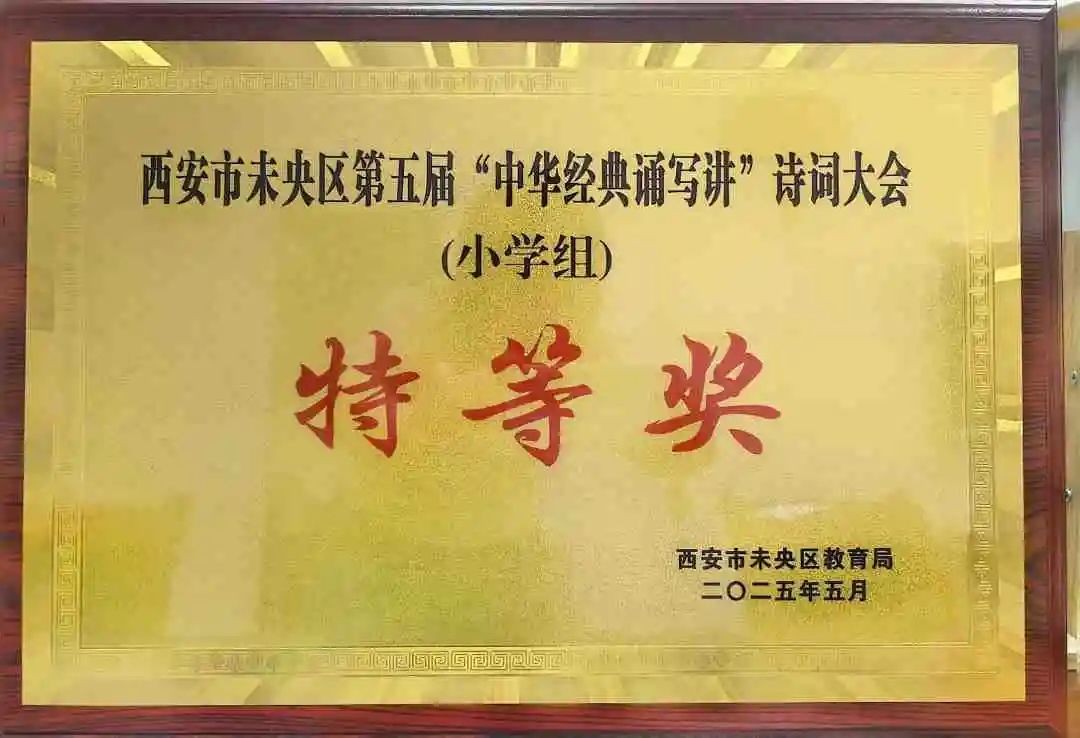 西安市未央区第五届“中华经典诵写讲”诗词大会
(小学组)
特等奖
西安市未央区教育局
二〇二五年五月